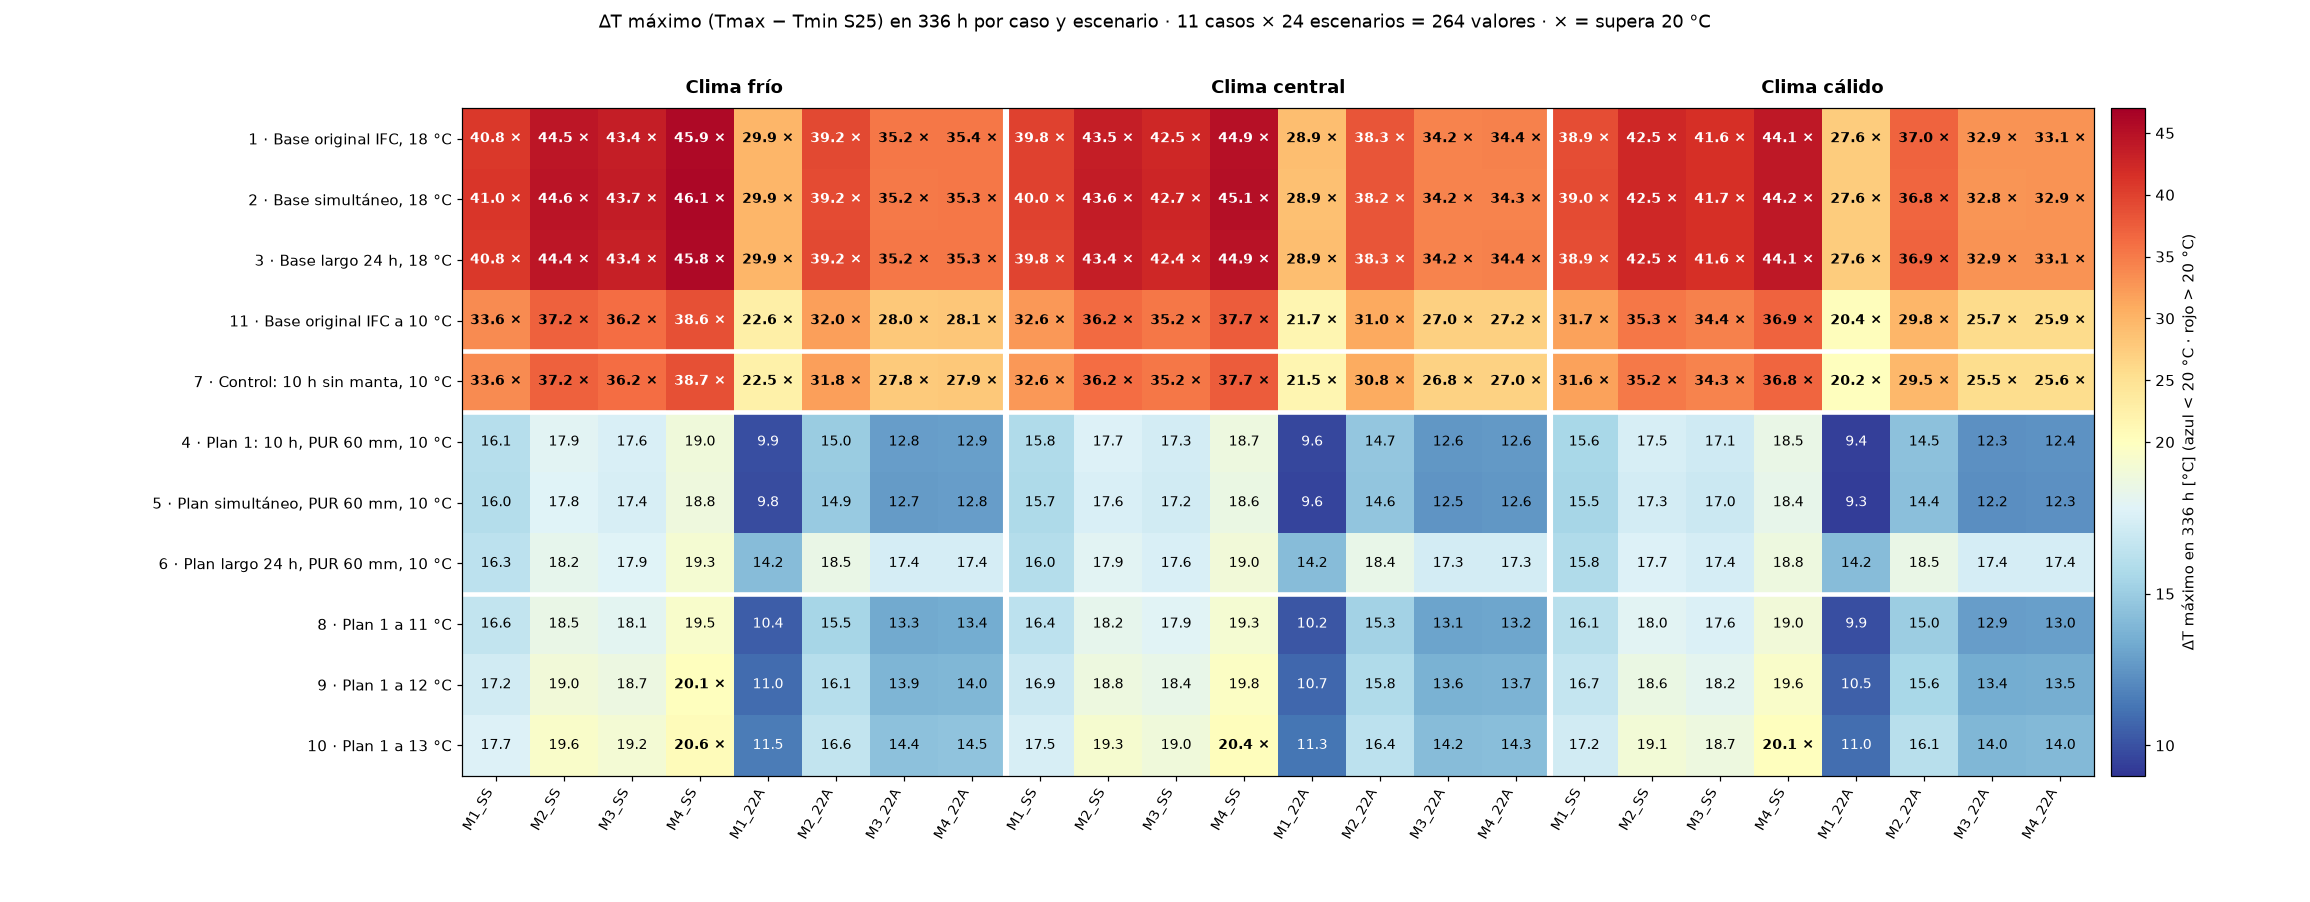 ΔT máximo (Tmax − Tmin S25) en 336 h por caso y escenario · 11 casos × 24 escenarios = 264 valores · × = supera 20 °C
Clima frío Clima central Clima cálido
1 · Base original IFC, 18 °C 40.8 × 44.5 × 43.4 × 45.9 × 29.9 × 39.2 × 35.2 × 35.4 × 39.8 × 43.5 × 42.5 × 44.9 × 28.9 × 38.3 × 34.2 × 34.4 × 38.9 × 42.5 × 41.6 × 44.1 × 27.6 × 37.0 × 32.9 × 33.1 ×
2 · Base simultáneo, 18 °C 41.0 × 44.6 × 43.7 × 46.1 × 29.9 × 39.2 × 35.2 × 35.3 × 40.0 × 43.6 × 42.7 × 45.1 × 28.9 × 38.2 × 34.2 × 34.3 × 39.0 × 42.5 × 41.7 × 44.2 × 27.6 × 36.8 × 32.8 × 32.9 ×
3 · Base largo 24 h, 18 °C 40.8 × 44.4 × 43.4 × 45.8 × 29.9 × 39.2 × 35.2 × 35.3 × 39.8 × 43.4 × 42.4 × 44.9 × 28.9 × 38.3 × 34.2 × 34.4 × 38.9 × 42.5 × 41.6 × 44.1 × 27.6 × 36.9 × 32.9 × 33.1 ×
11 · Base original IFC a 10 °C 33.6 × 37.2 × 36.2 × 38.6 × 22.6 × 32.0 × 28.0 × 28.1 × 32.6 × 36.2 × 35.2 × 37.7 × 21.7 × 31.0 × 27.0 × 27.2 × 31.7 × 35.3 × 34.4 × 36.9 × 20.4 × 29.8 × 25.7 × 25.9 ×
7 · Control: 10 h sin manta, 10 °C 33.6 × 37.2 × 36.2 × 38.7 × 22.5 × 31.8 × 27.8 × 27.9 × 32.6 × 36.2 × 35.2 × 37.7 × 21.5 × 30.8 × 26.8 × 27.0 × 31.6 × 35.2 × 34.3 × 36.8 × 20.2 × 29.5 × 25.5 × 25.6 ×
4 · Plan 1: 10 h, PUR 60 mm, 10 °C 16.1 17.9 17.6 19.0 9.9 15.0 12.8 12.9 15.8 17.7 17.3 18.7 9.6 14.7 12.6 12.6 15.6 17.5 17.1 18.5 9.4 14.5 12.3 12.4
5 · Plan simultáneo, PUR 60 mm, 10 °C 16.0 17.8 17.4 18.8 9.8 14.9 12.7 12.8 15.7 17.6 17.2 18.6 9.6 14.6 12.5 12.6 15.5 17.3 17.0 18.4 9.3 14.4 12.2 12.3
6 · Plan largo 24 h, PUR 60 mm, 10 °C 16.3 18.2 17.9 19.3 14.2 18.5 17.4 17.4 16.0 17.9 17.6 19.0 14.2 18.4 17.3 17.3 15.8 17.7 17.4 18.8 14.2 18.5 17.4 17.4
8 · Plan 1 a 11 °C 16.6 18.5 18.1 19.5 10.4 15.5 13.3 13.4 16.4 18.2 17.9 19.3 10.2 15.3 13.1 13.2 16.1 18.0 17.6 19.0 9.9 15.0 12.9 13.0
9 · Plan 1 a 12 °C 17.2 19.0 18.7 20.1 × 11.0 16.1 13.9 14.0 16.9 18.8 18.4 19.8 10.7 15.8 13.6 13.7 16.7 18.6 18.2 19.6 10.5 15.6 13.4 13.5
10 · Plan 1 a 13 °C 17.7 19.6 19.2 20.6 × 11.5 16.6 14.4 14.5 17.5 19.3 19.0 20.4 × 11.3 16.4 14.2 14.3 17.2 19.1 18.7 20.1 × 11.0 16.1 14.0 14.0
M1_SS M2_SS M3_SS M4_SS M1_22A M2_22A M3_22A M4_22A M1_SS M2_SS M3_SS M4_SS M1_22A M2_22A M3_22A M4_22A M1_SS M2_SS M3_SS M4_SS M1_22A M2_22A M3_22A M4_22A
45
40
35
30
25
20
15
10
ΔT máximo en 336 h [°C] (azul < 20 °C · rojo > 20 °C)